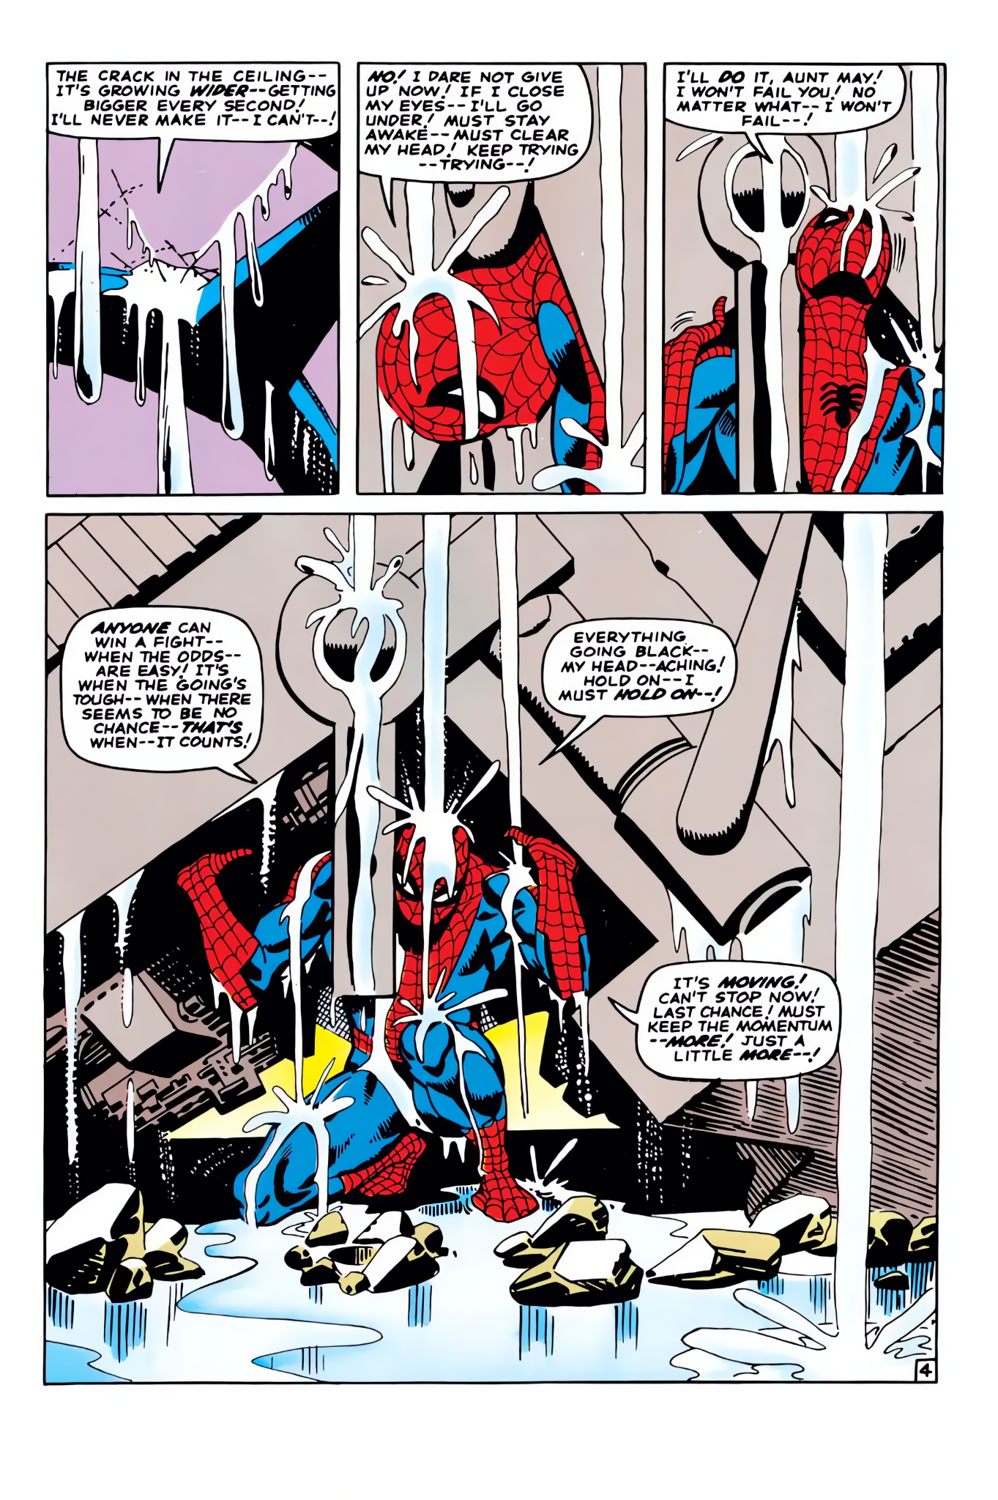 THE CRACK IN THE CEILING--
IT'S GROWING WIDER--GETTING
BIGGER EVERY SECOND!
I'LL NEVER MAKE IT--I CAN'T--!
NO! I DARE NOT GIVE
UP NOW! IF I CLOSE
MY EYES--I'LL GO
UNDER! MUST STAY
AWAKE--MUST CLEAR
MY HEAD! KEEP TRYING
--TRYING--!
I'LL DO IT, AUNT MAY!
I WON'T FAIL YOU! NO
MATTER WHAT--I WON'T
FAIL--!
ANYONE CAN
WIN A FIGHT--
WHEN THE ODDS--
ARE EASY! IT'S
WHEN THE GOING'S
TOUGH--WHEN THERE
SEEMS TO BE NO
CHANCE--THAT'S
WHEN--IT COUNTS!
EVERYTHING
GOING BLACK--
MY HEAD--ACHING!
HOLD ON--I
MUST HOLD ON--!
IT'S MOVING!
CAN'T STOP NOW!
LAST CHANCE! MUST
KEEP THE MOMENTUM
--MORE! JUST A
LITTLE MORE--!
4